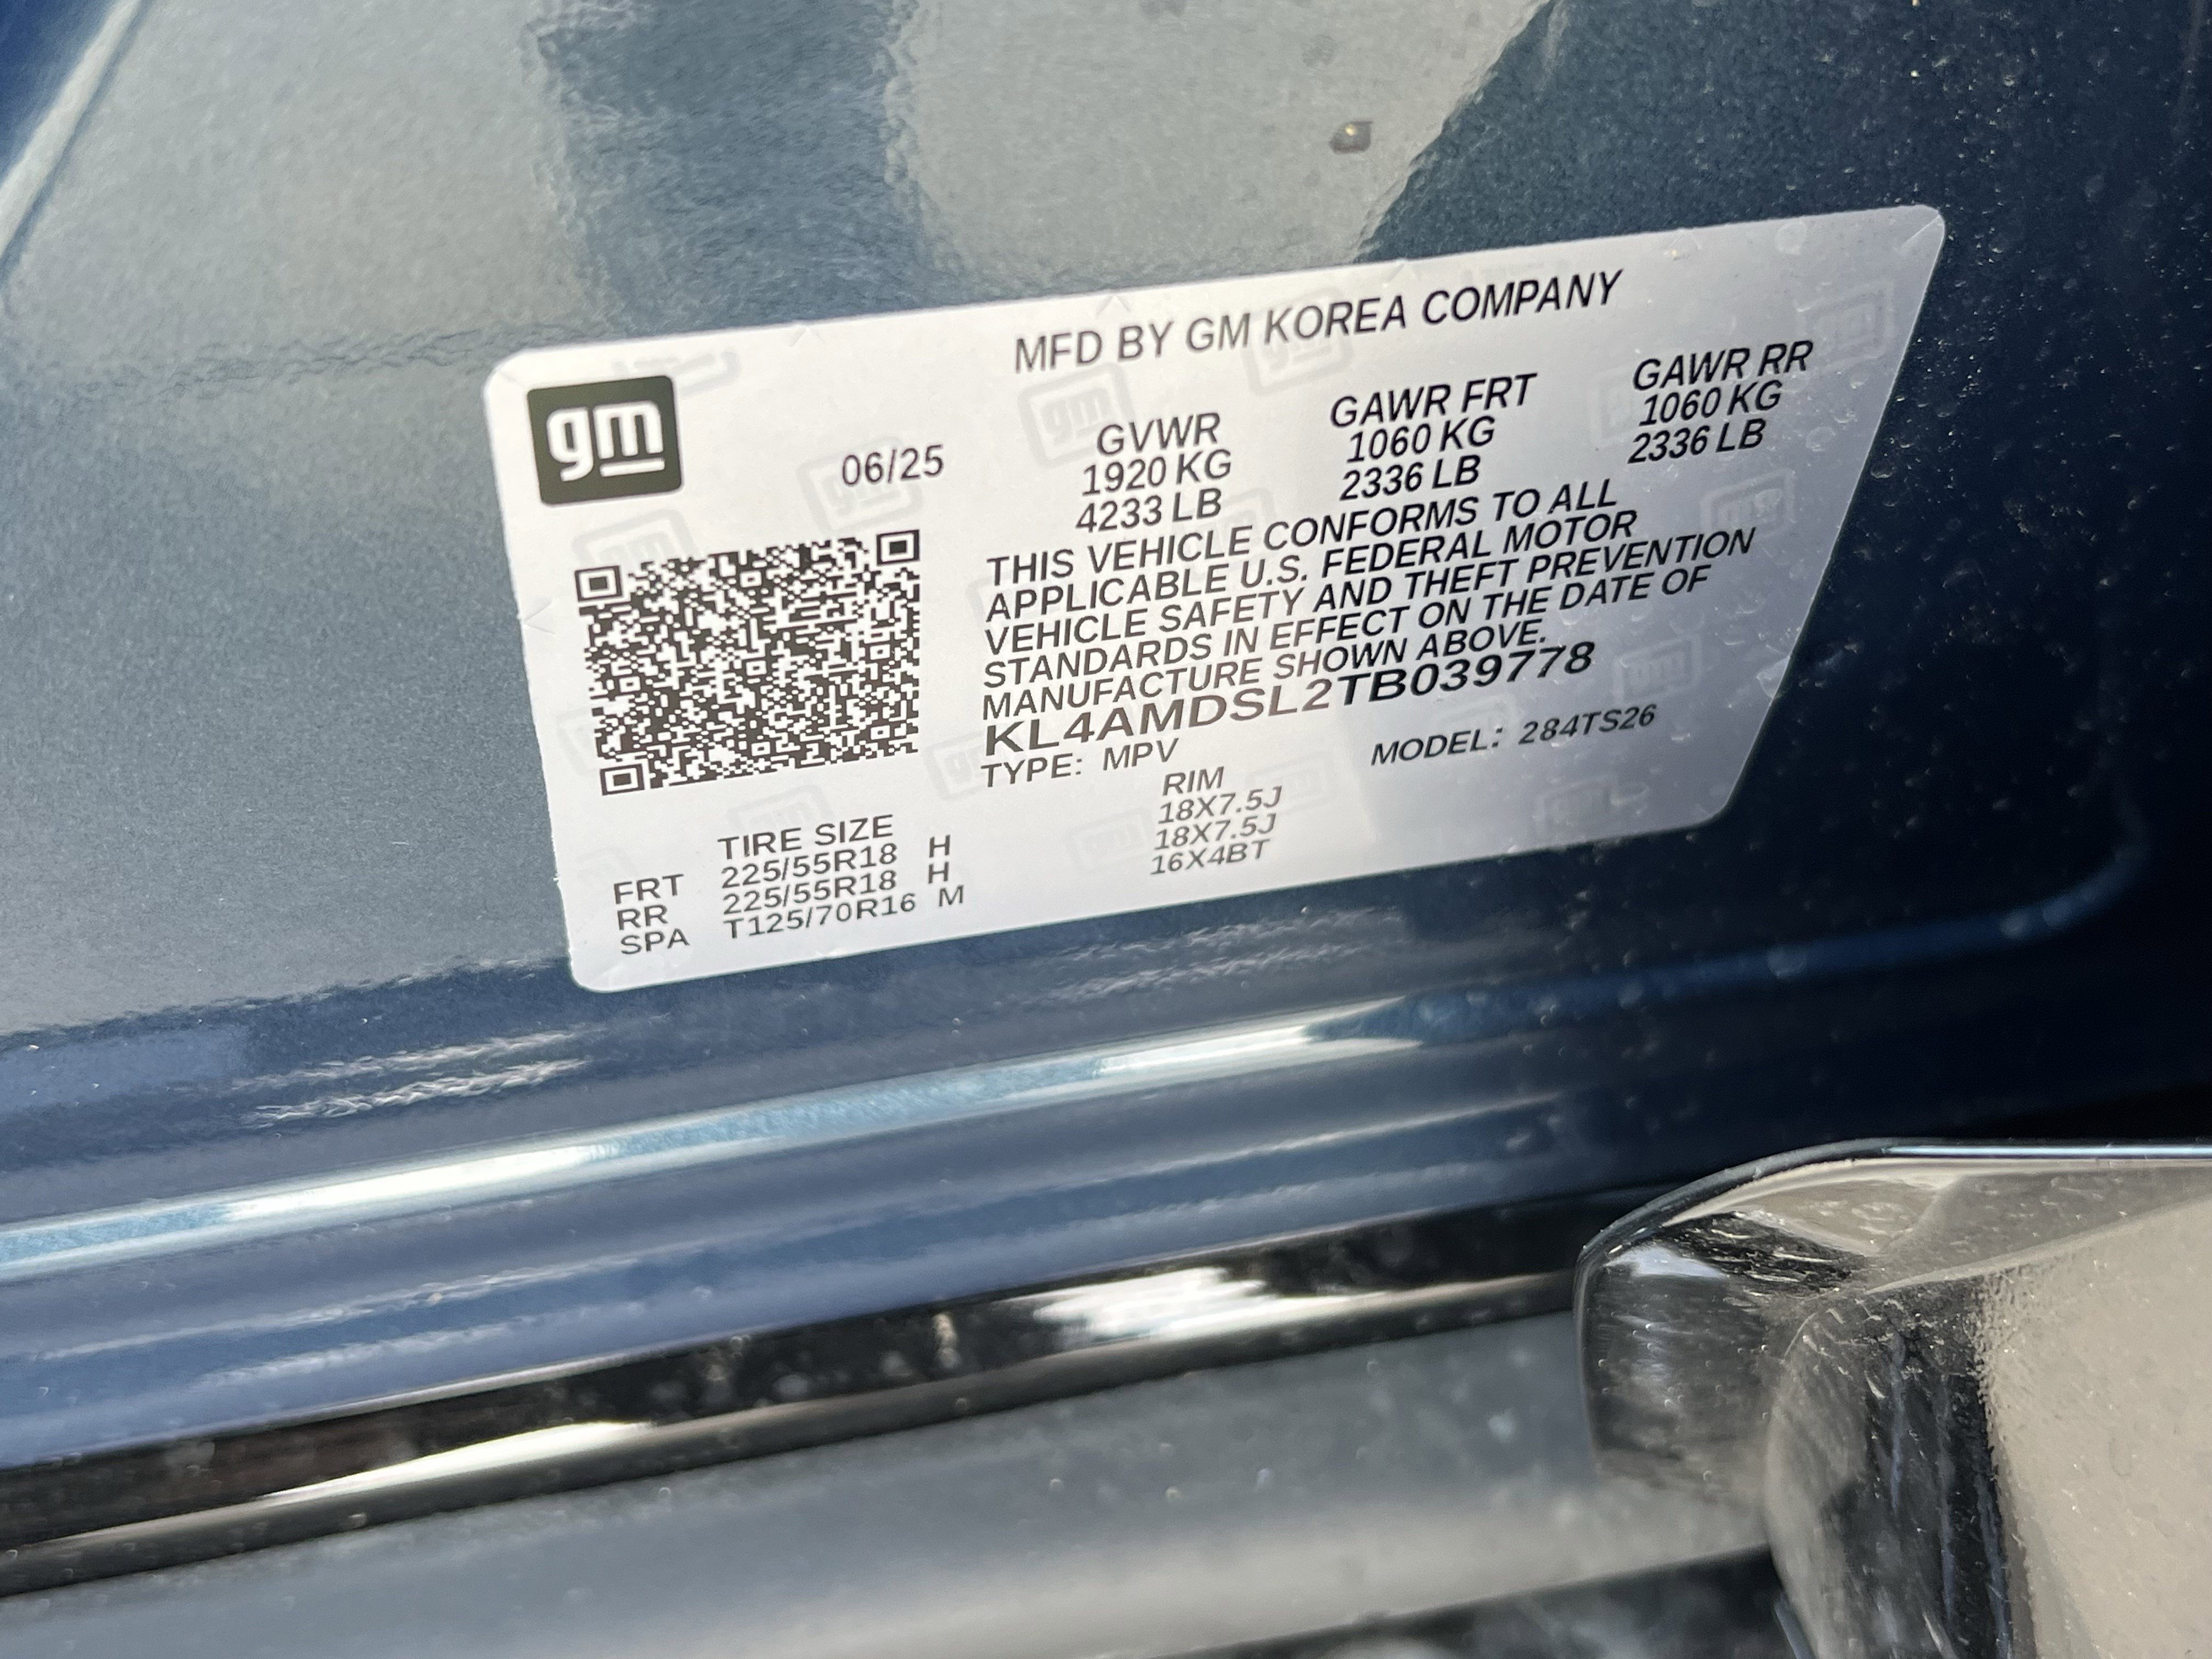 gm
MFD BY GM KOREA COMPANY
06/25
GVWR GAWR FRT GAWR RR
1920 KG 1060 KG 1060 KG
4233 LB 2336 LB 2336 LB
THIS VEHICLE CONFORMS TO ALL
APPLICABLE U.S. FEDERAL MOTOR
VEHICLE SAFETY AND THEFT PREVENTION
STANDARDS IN EFFECT ON THE DATE OF
MANUFACTURE SHOWN ABOVE.
KL4AMDSL2TB039778
TYPE: MPV MODEL: 284TS26
TIRE SIZE RIM
FRT 225/55R18 H 18X7.5J
RR 225/55R18 H 18X7.5J
SPA T125/70R16 M 16X4BT